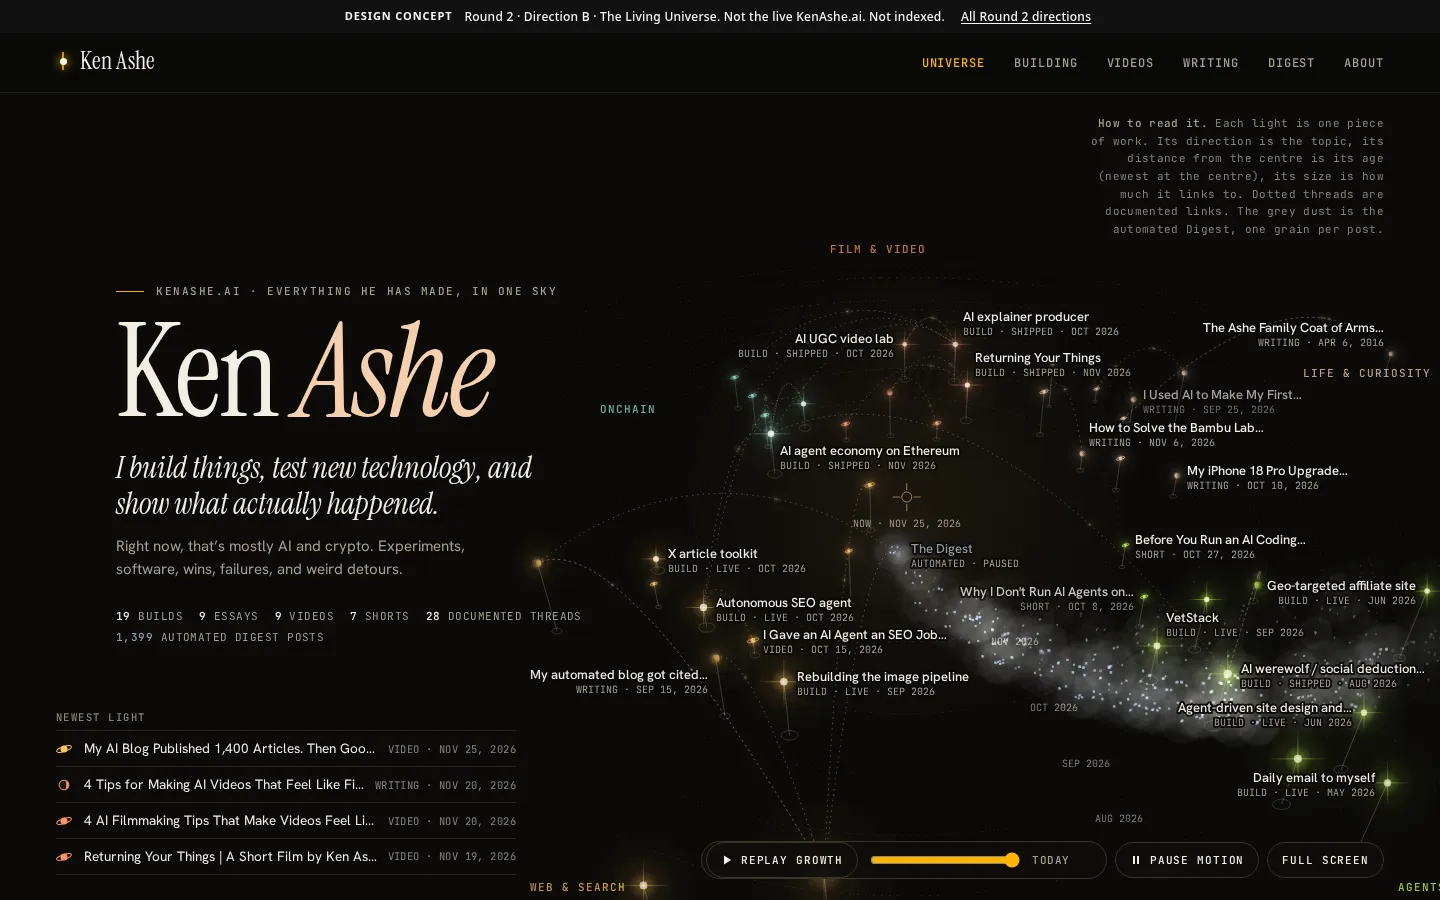 DESIGN CONCEPT Round 2 · Direction B · The Living Universe. Not the live KenAshe.ai. Not indexed. All Round 2 directions
Ken Ashe
UNIVERSE BUILDING VIDEOS WRITING DIGEST ABOUT
How to read it. Each light is one piece
of work. Its direction is the topic, its
distance from the centre is its age
(newest at the centre), its size is how
much it links to. Dotted threads are
documented links. The grey dust is the
automated Digest, one grain per post.
KENASHE.AI · EVERYTHING HE HAS MADE, IN ONE SKY
Ken Ashe
I build things, test new technology, and
show what actually happened.
Right now, that's mostly AI and crypto. Experiments,
software, wins, failures, and weird detours.
19 BUILDS 9 ESSAYS 9 VIDEOS 7 SHORTS 28 DOCUMENTED THREADS
1,399 AUTOMATED DIGEST POSTS
NEWEST LIGHT
My AI Blog Published 1,400 Articles. Then Goo... VIDEO · NOV 25, 2026
4 Tips for Making AI Videos That Feel Like Fi... WRITING · NOV 20, 2026
4 AI Filmmaking Tips That Make Videos Feel Li... VIDEO · NOV 20, 2026
Returning Your Things | A Short Film by Ken As... VIDEO · NOV 19, 2026
FILM & VIDEO
AI explainer producer
BUILD · SHIPPED · OCT 2026
AI UGC video lab
BUILD · SHIPPED · OCT 2026
The Ashe Family Coat of Arms...
WRITING · APR 6, 2016
Returning Your Things
BUILD · SHIPPED · NOV 2026
LIFE & CURIOSITY
I Used AI to Make My First...
WRITING · SEP 25, 2026
ONCHAIN
How to Solve the Bambu Lab...
WRITING · NOV 6, 2026
AI agent economy on Ethereum
BUILD · SHIPPED · NOV 2026
My iPhone 18 Pro Upgrade...
WRITING · OCT 10, 2026
NOW · NOV 25, 2026
Before You Run an AI Coding...
SHORT · OCT 27, 2026
The Digest
AUTOMATED · PAUSED
X article toolkit
BUILD · LIVE · OCT 2026
Geo-targeted affiliate site
BUILD · LIVE · JUN 2026
Why I Don't Run AI Agents on...
SHORT · OCT 8, 2026
Autonomous SEO agent
BUILD · LIVE · OCT 2026
VetStack
BUILD · LIVE · SEP 2026
I Gave an AI Agent an SEO Job...
VIDEO · OCT 15, 2026
NOV 2026
My automated blog got cited...
WRITING · SEP 15, 2026
Rebuilding the image pipeline
BUILD · LIVE · SEP 2026
AI werewolf / social deduction...
BUILD · SHIPPED · AUG 2026
OCT 2026
Agent-driven site design and...
BUILD · LIVE · JUN 2026
SEP 2026
Daily email to myself
BUILD · LIVE · MAY 2026
AUG 2026
REPLAY GROWTH TODAY PAUSE MOTION FULL SCREEN
WEB & SEARCH
AGENTS